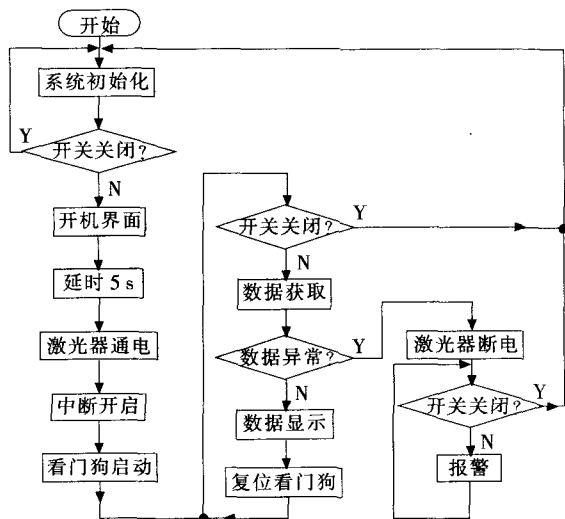 开始
系统初始化
开关关闭?
Y
N
开机界面
延时5 s
激光器通电
中断开启
看门狗启动
开关关闭?
Y
N
数据获取
数据异常?
Y
N
数据显示
复位看门狗
激光器断电
开关关闭?
Y
N
报警